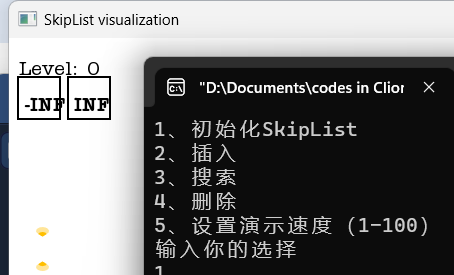 SkipList visualization
Level: 0
-INF INF
"D:\Documents\codes in Clior
1、初始化SkipList
2、插入
3、搜索
4、删除
5、设置演示速度 (1-100)
输入你的选择
1